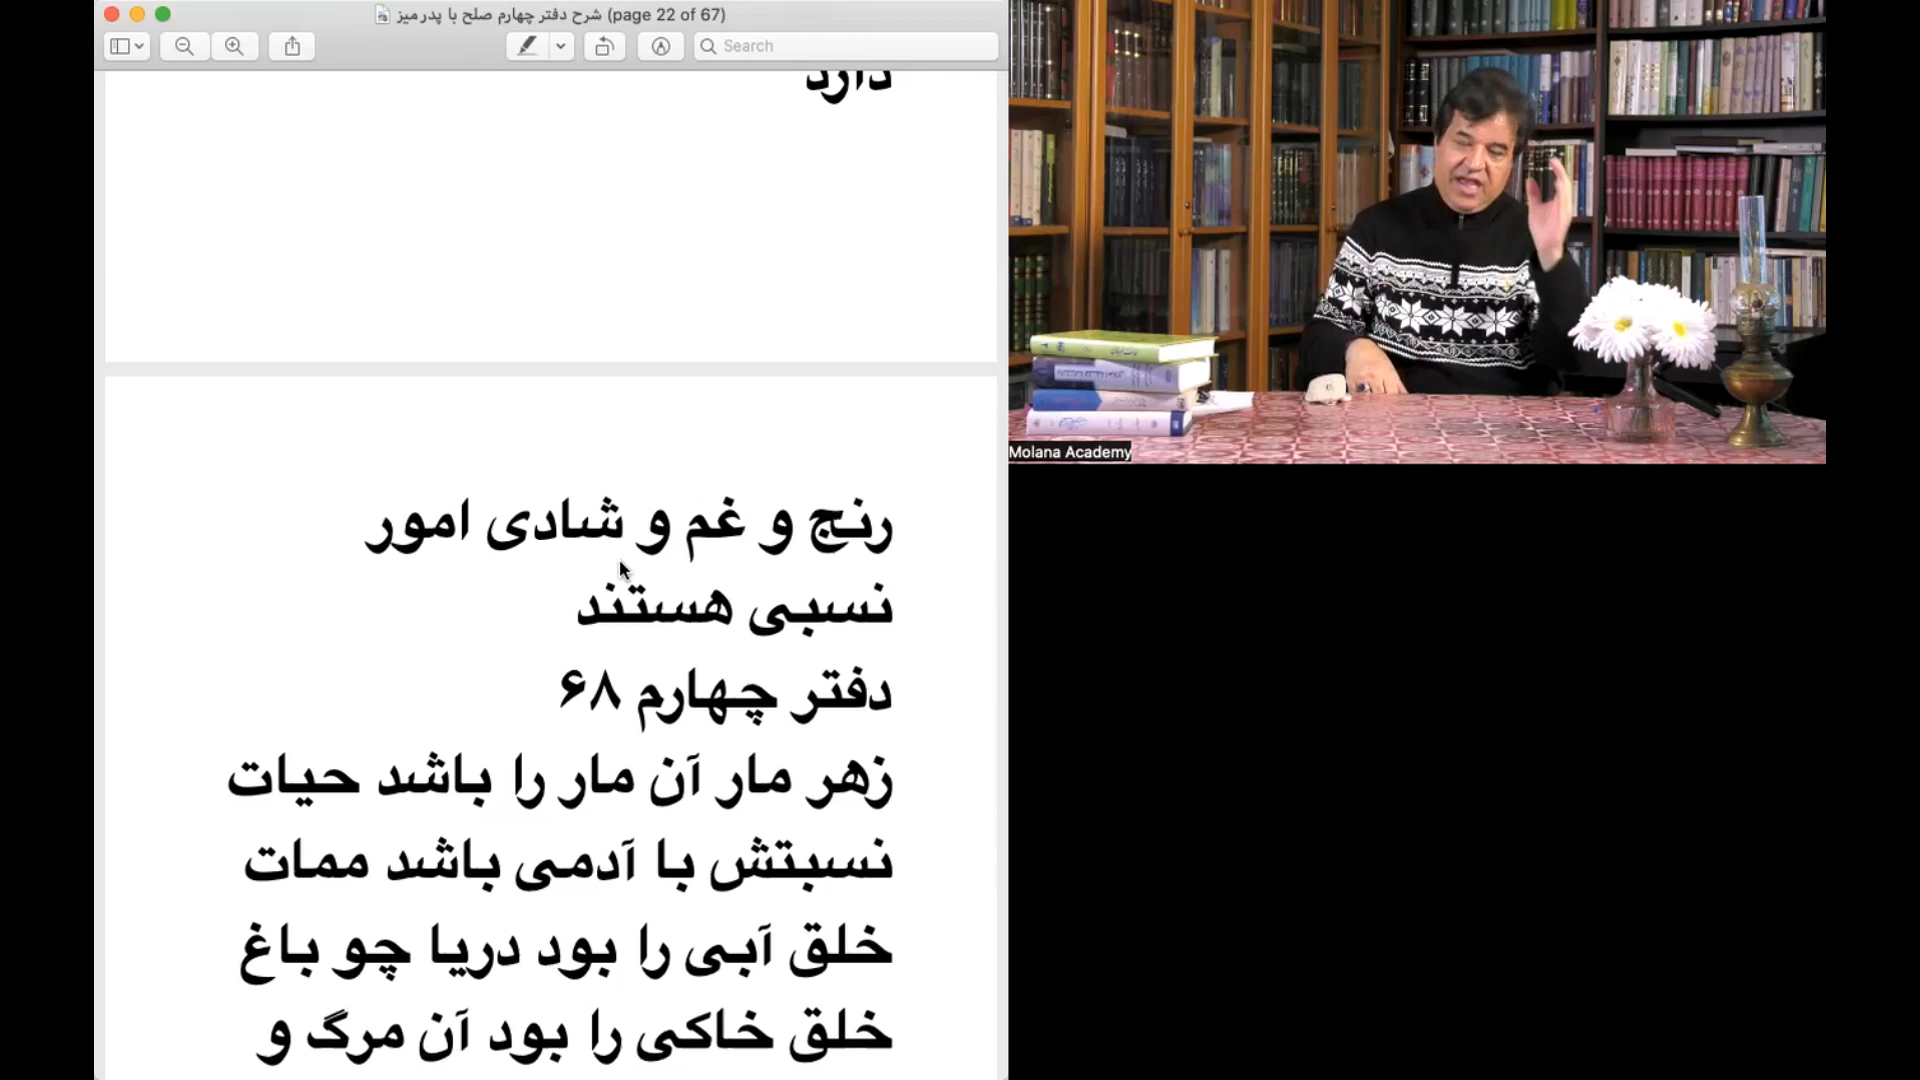 شرح دفتر چهارم صلح با پدر میز (page 22 of 67)
Search
دارد
رنج و غم و شادی امور
نسبی هستند
دفتر چهارم ۶۸
زهر مار آن مار را باشد حیات
نسبتش با آدمی باشد ممات
خلق آبی را بود دریا چو باغ
خلق خاکی را بود آن مرگ و
Molana Academy